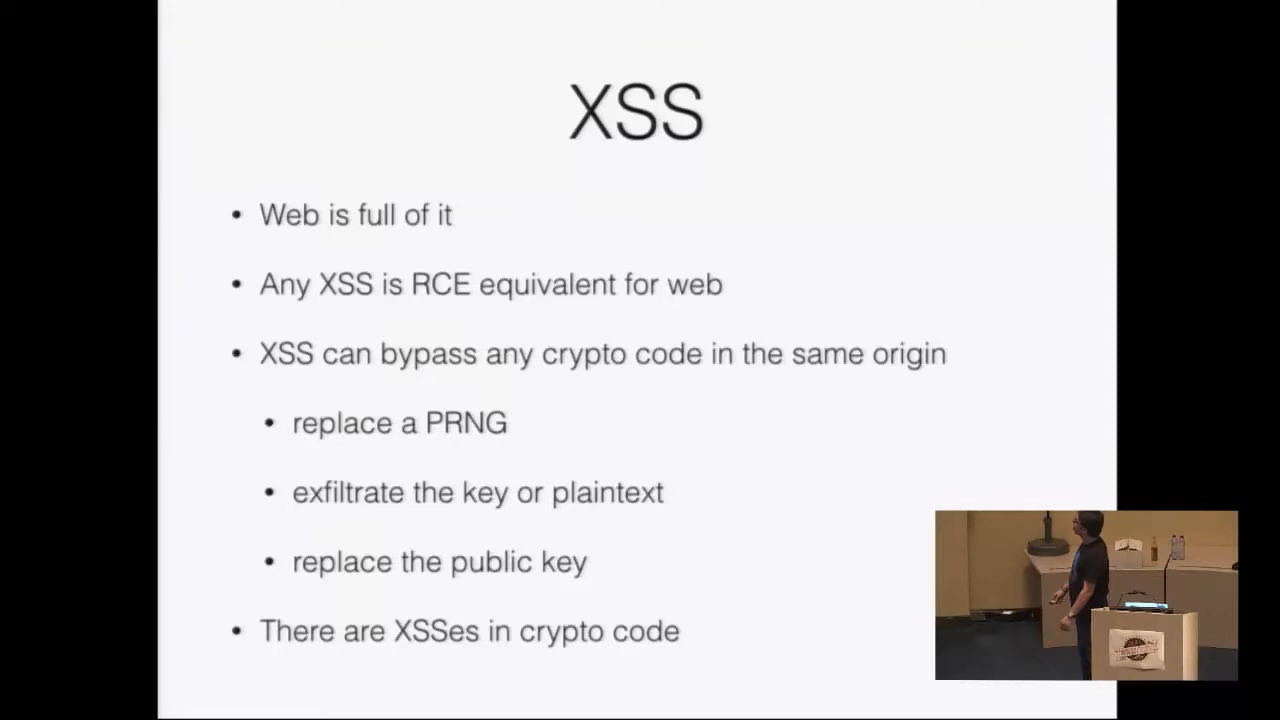 XSS
• Web is full of it
• Any XSS is RCE equivalent for web
• XSS can bypass any crypto code in the same origin
• replace a PRNG
• exfiltrate the key or plaintext
• replace the public key
• There are XSSes in crypto code